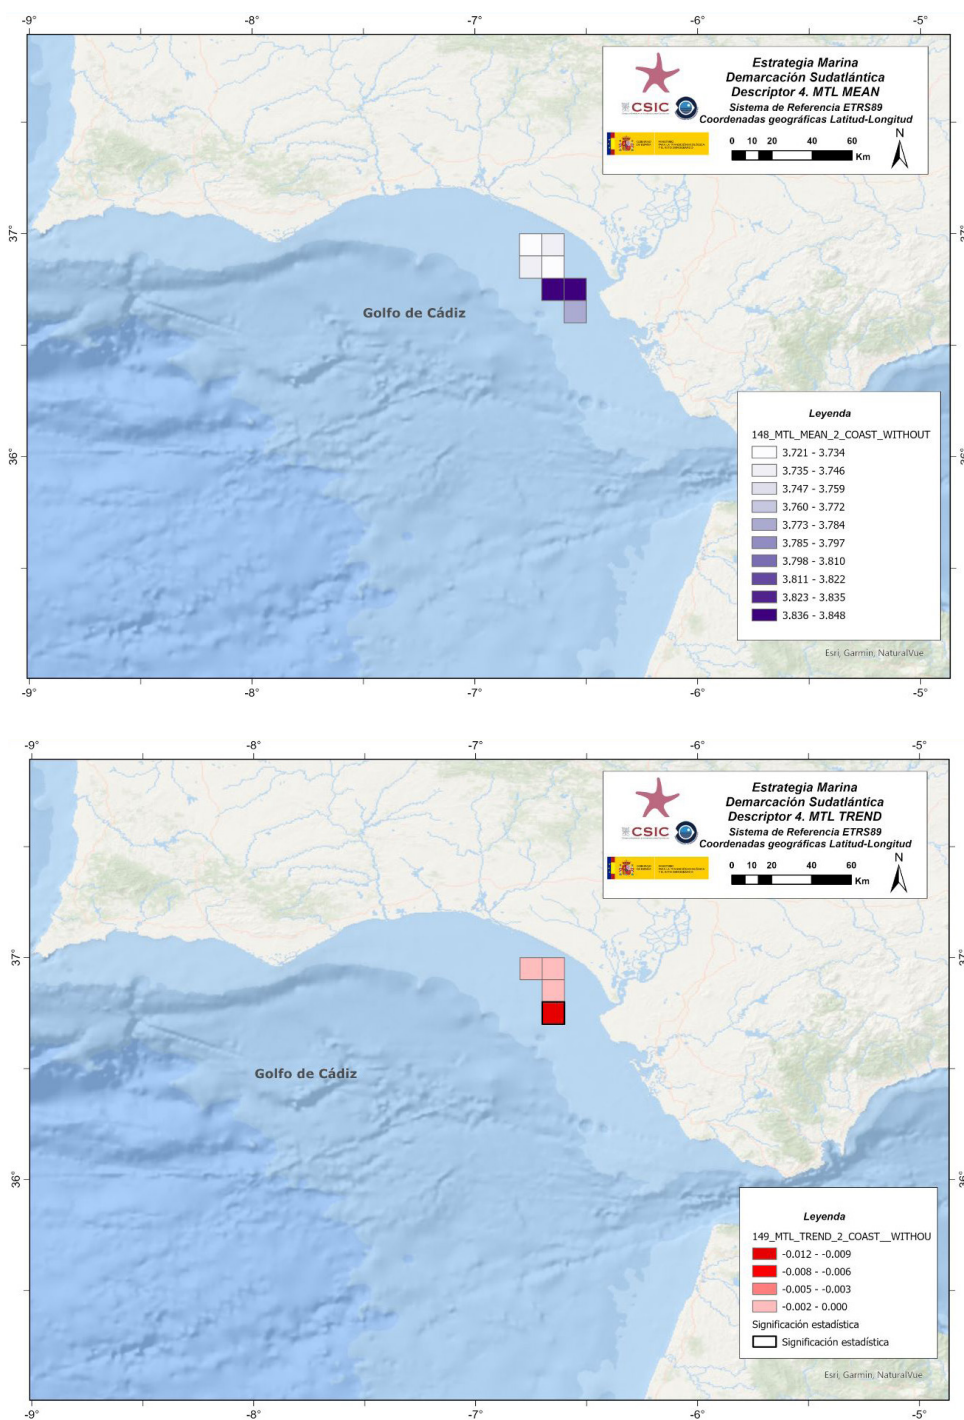 -9° -8° -7° -6° -5°
Estrategia Marina
Demarcación Sudatlántica
Descriptor 4. MTL MEAN
Sistema de Referencia ETRS89
Coordenadas geográficas Latitud-Longitud
CSIC
N
0 10 20 40 60
Km
37° 37°
Golfo de Cádiz
36° 36°
Leyenda
148_MTL_MEAN_2_COAST_WITHOUT
3.721 - 3.734
3.735 - 3.746
3.747 - 3.759
3.760 - 3.772
3.773 - 3.784
3.785 - 3.797
3.798 - 3.810
3.811 - 3.822
3.823 - 3.835
3.836 - 3.848
Esri, Garmin, NaturalVue
-9° -8° -7° -6° -5°
-9° -8° -7° -6° -5°
Estrategia Marina
Demarcación Sudatlántica
Descriptor 4. MTL TREND
Sistema de Referencia ETRS89
Coordenadas geográficas Latitud-Longitud
CSIC
N
0 10 20 40 60
Km
37° 37°
Golfo de Cádiz
36° 36°
Leyenda
149_MTL_TREND_2_COAST__WITHOU
-0.012 - -0.009
-0.008 - -0.006
-0.005 - -0.003
-0.002 - 0.000
Significación estadística
Significación estadística
Esri, Garmin, NaturalVue
-9° -8° -7° -6° -5°